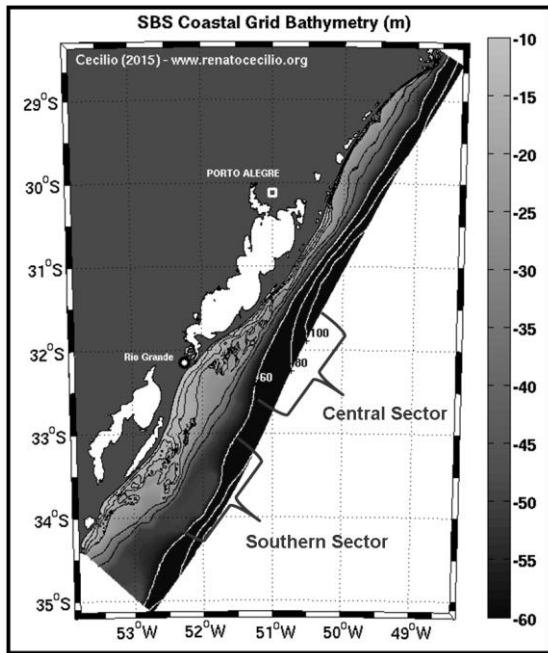 SBS Coastal Grid Bathymetry (m)
Cecilio (2015) - www.renatocecilio.org
PORTO ALEGRE
Rio Grande
100
80
60
Central Sector
Southern Sector
29°S
30°S
31°S
32°S
33°S
34°S
35°S
53°W
52°W
51°W
50°W
49°W
-10
-15
-20
-25
-30
-35
-40
-45
-50
-55
-60